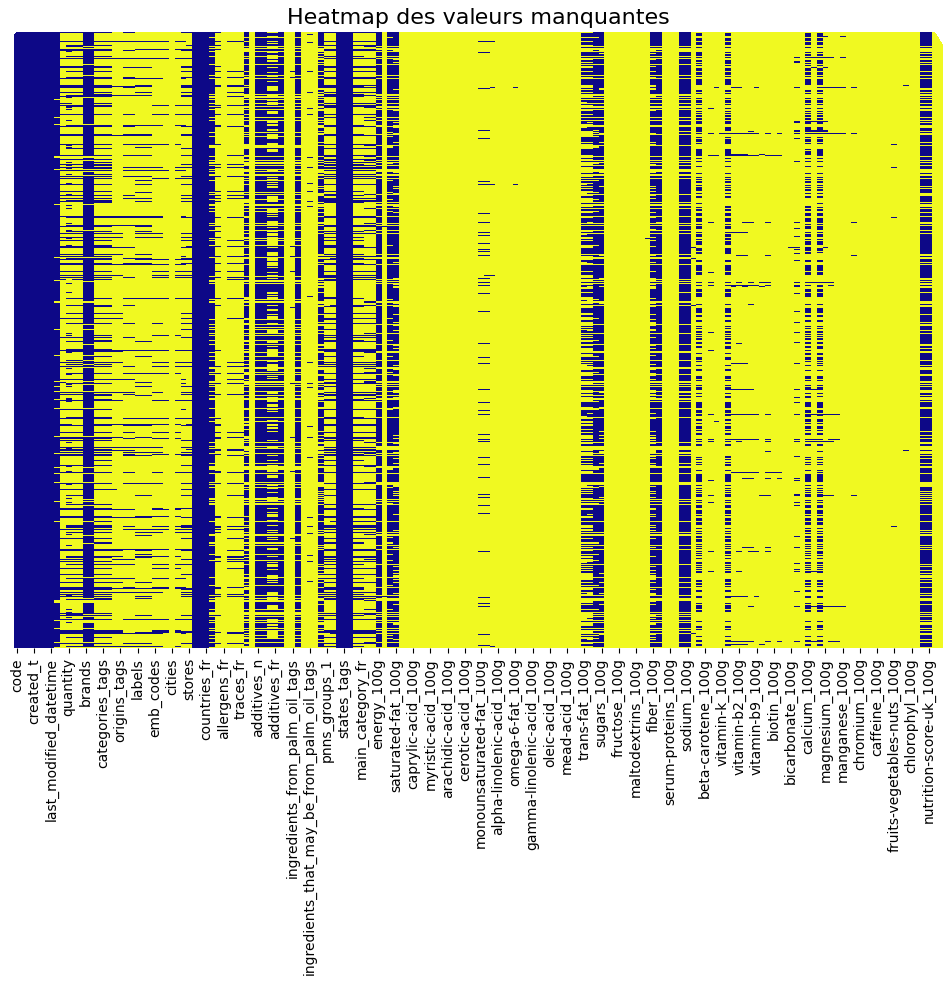 Heatmap des valeurs manquantes
code
created_t
last_modified_datetime
quantity
brands
categories_tags
origins_tags
labels
emb_codes
cities
stores
countries_fr
allergens_fr
traces_fr
additives_n
additives_fr
ingredients_from_palm_oil_tags
ingredients_that_may_be_from_palm_oil_tags
pnns_groups_1
states_tags
main_category_fr
energy_100g
saturated-fat_100g
caprylic-acid_100g
myristic-acid_100g
arachidic-acid_100g
cerotic-acid_100g
monounsaturated-fat_100g
alpha-linolenic-acid_100g
omega-6-fat_100g
gamma-linolenic-acid_100g
oleic-acid_100g
mead-acid_100g
trans-fat_100g
sugars_100g
fructose_100g
maltodextrins_100g
fiber_100g
serum-proteins_100g
sodium_100g
beta-carotene_100g
vitamin-k_100g
vitamin-b2_100g
vitamin-b9_100g
biotin_100g
bicarbonate_100g
calcium_100g
magnesium_100g
manganese_100g
chromium_100g
caffeine_100g
fruits-vegetables-nuts_100g
chlorophyl_100g
nutrition-score-uk_100g